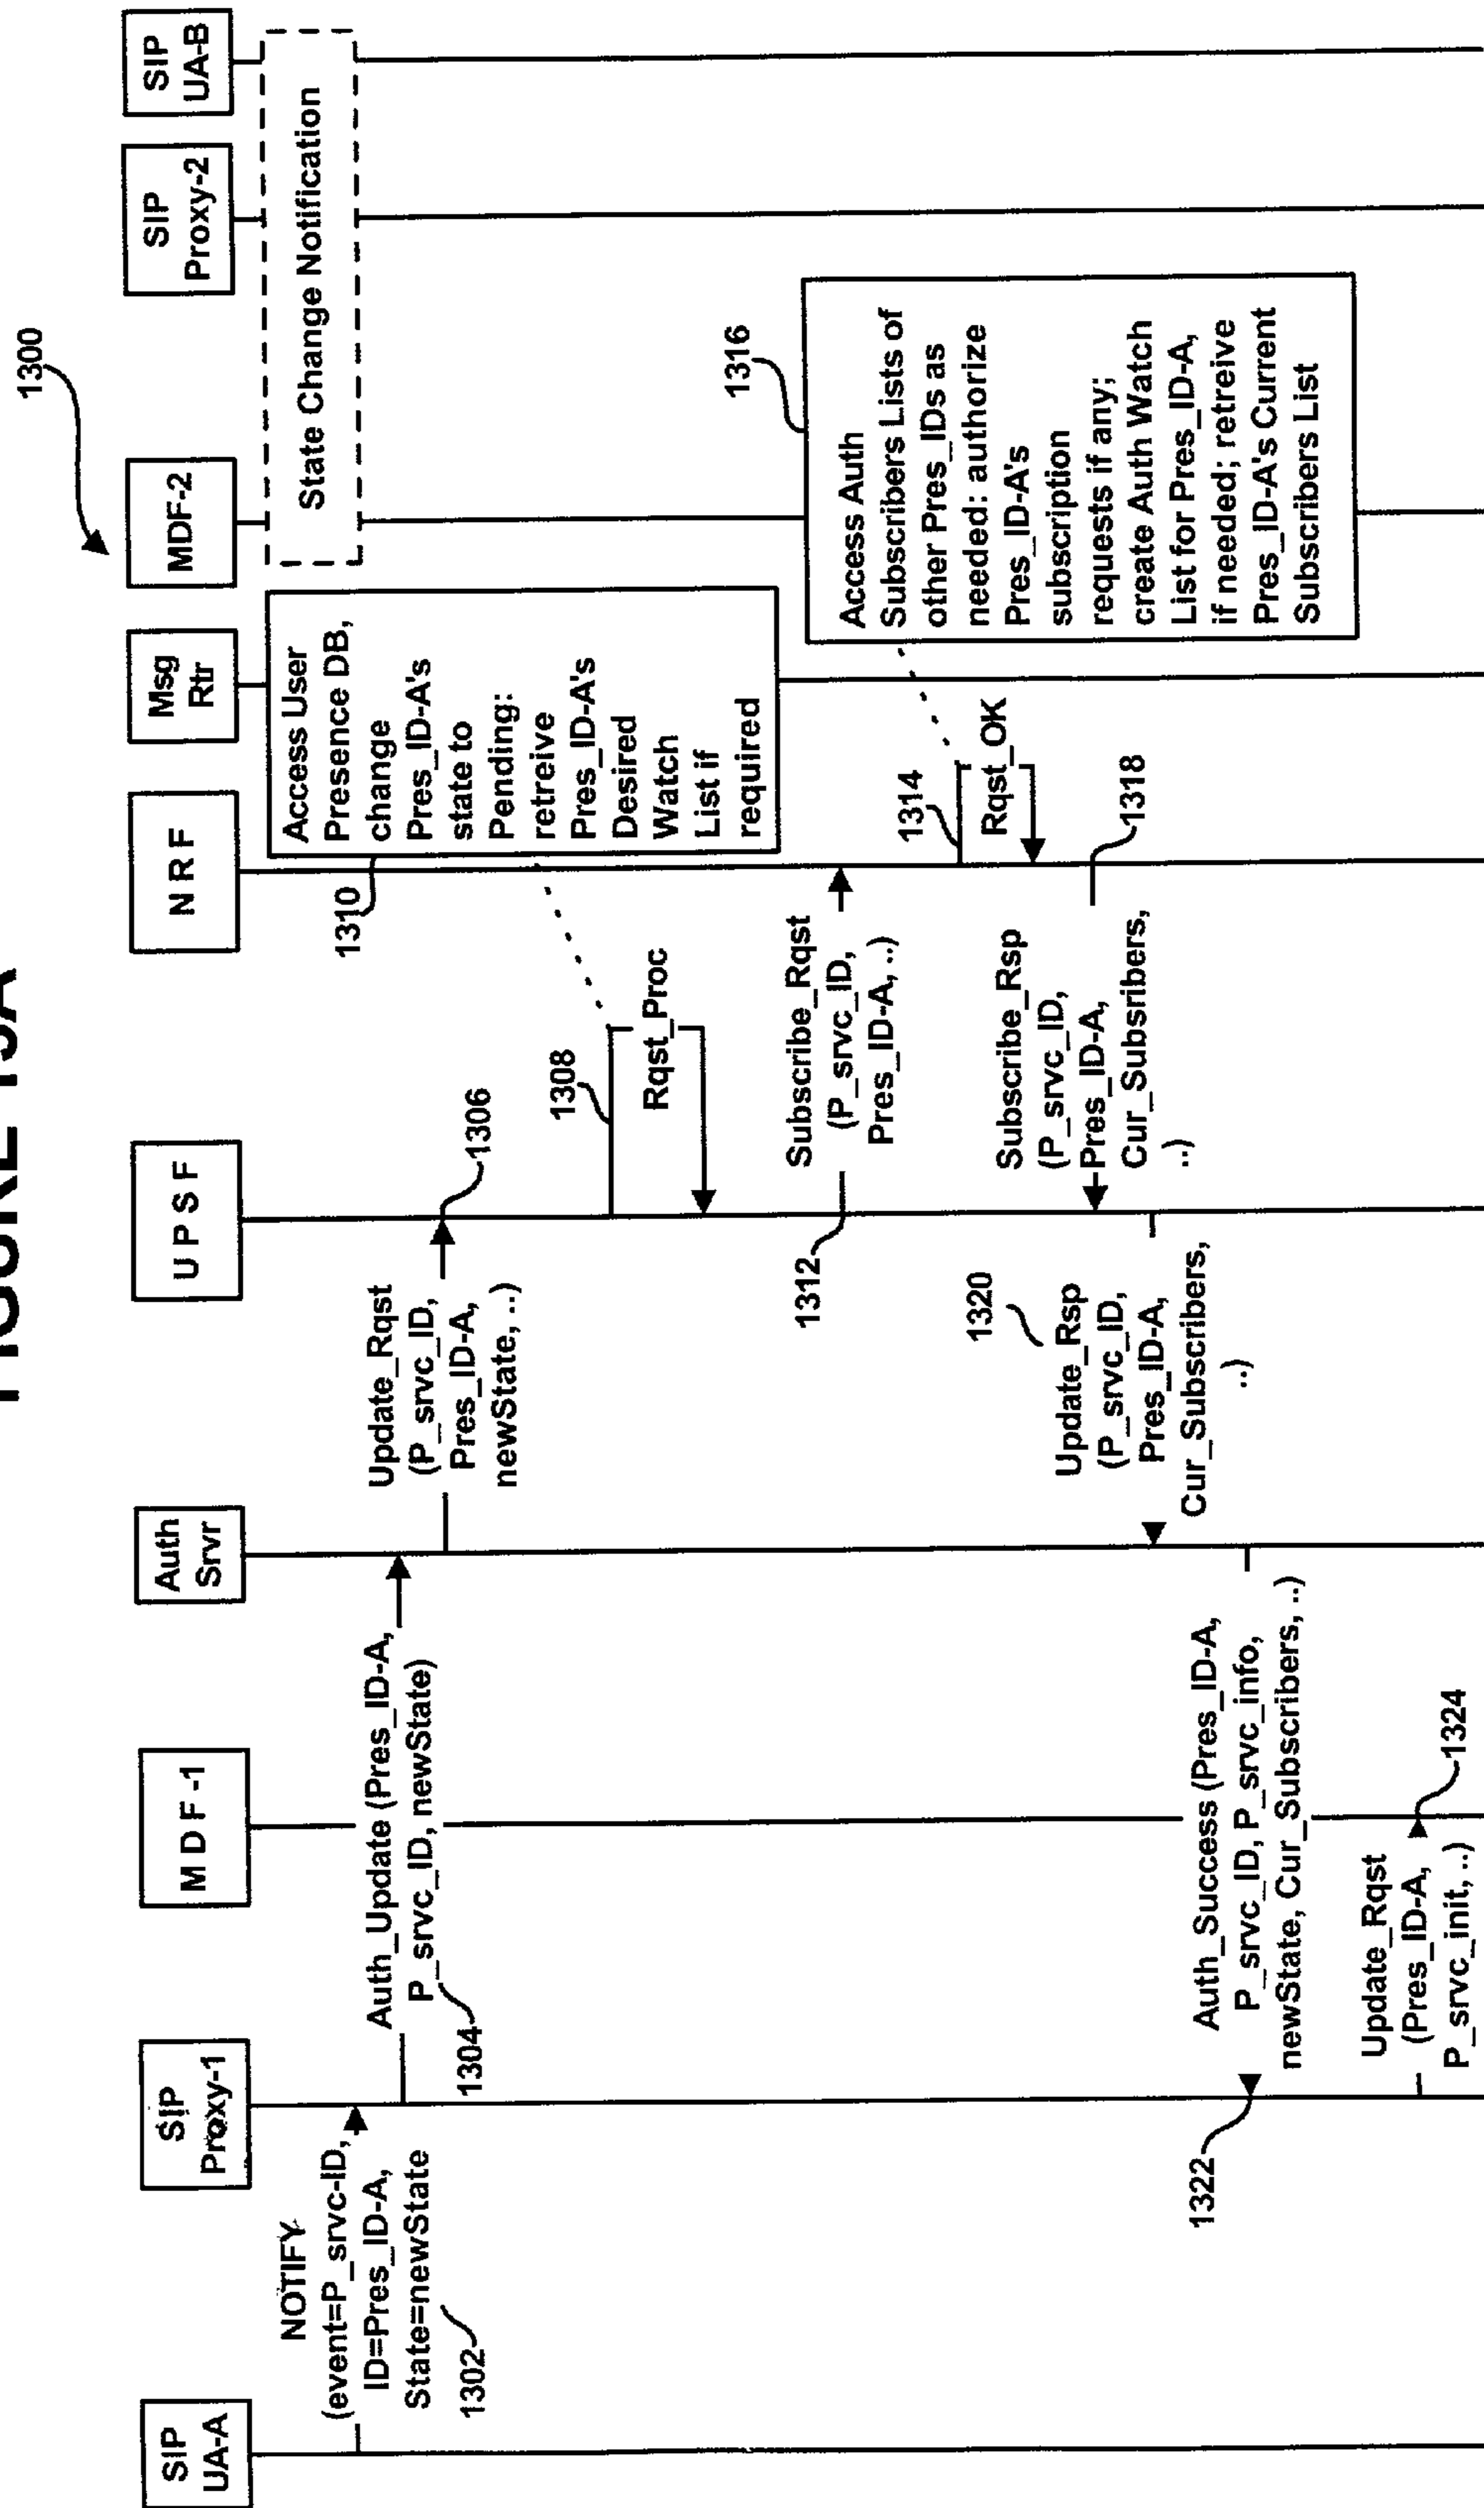 1300
SIP
UA-A
SIP
Proxy-1
M D F -1
Auth
Srvr
U P S F
N R F
Msg
Rtr
MDF-2
SIP
Proxy-2
SIP
UA-B
State Change Notification
NOTIFY
(event=P_srvc-ID,
ID=Pres_ID-A,
State=newState
1302
Auth_Update (Pres_ID-A,
P_srvc_ID, newState)
1304
Update_Rqst
(P_srvc_ID,
Pres_ID-A,
newState, ..)
1306
1308
Rqst_Proc
1310
Access User
Presence DB,
change
Pres_ID-A's
state to
Pending:
retreive
Pres_ID-A's
Desired
Watch
List if
required
Subscribe_Rqst
(P_srvc_ID,
Pres_ID-A, ..)
1312
1314
Rqst_OK
1316
Access Auth
Subscribers Lists of
other Pres_IDs as
needed: authorize
Pres_ID-A's
subscription
requests if any;
create Auth Watch
List for Pres_ID-A,
if needed; retreive
Pres_ID-A's Current
Subscribers List
1318
Subscribe_Rsp
(P_srvc_ID,
Pres_ID-A,
Cur_Subsribers,
..)
1320
Update_Rsp
(P_srvc_ID,
Pres_ID-A,
Cur_Subscribers,
..)
Auth_Success (Pres_ID-A,
P_srvc_ID, P_srvc_info,
newState, Cur_Subscribers, ..)
1322
Update_Rqst
(Pres_ID-A,
P_srvc_init, ..)
1324